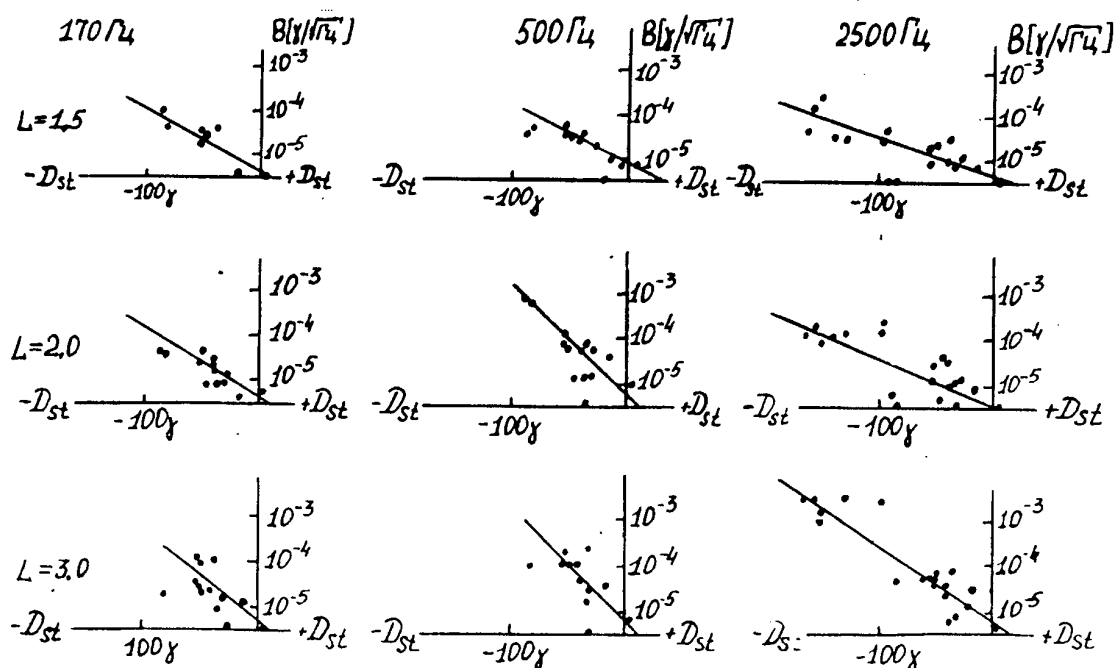 170 Гц B[γ/√Гц] 500 Гц B[γ/√Гц] 2500 Гц B[γ/√Гц]
10⁻³ 10⁻³ 10⁻³
L=1,5 10⁻⁴ 10⁻⁴ 10⁻⁴
10⁻⁵ 10⁻⁵ 10⁻⁵
-Dst +Dst -Dst +Dst -Dst +Dst
-100γ -100γ -100γ
10⁻³ 10⁻³ 10⁻³
L=2,0 10⁻⁴ 10⁻⁴ 10⁻⁴
10⁻⁵ 10⁻⁵ 10⁻⁵
-Dst +Dst -Dst +Dst -Dst +Dst
-100γ -100γ -100γ
10⁻³ 10⁻³ 10⁻³
L=3,0 10⁻⁴ 10⁻⁴ 10⁻⁴
10⁻⁵ 10⁻⁵ 10⁻⁵
-Dst +Dst -Dst +Dst -Ds +Dst
100γ -100γ -100γ